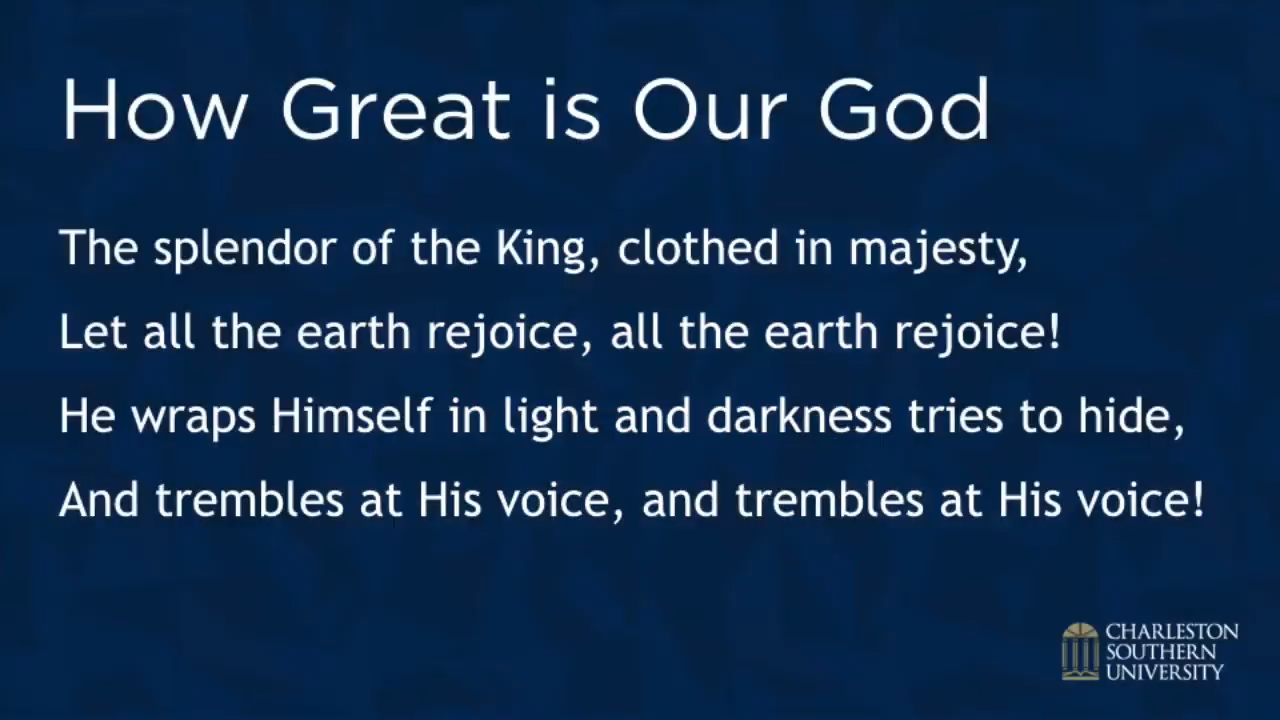 How Great is Our God
The splendor of the King, clothed in majesty,
Let all the earth rejoice, all the earth rejoice!
He wraps Himself in light and darkness tries to hide,
And trembles at His voice, and trembles at His voice!
CHARLESTON
SOUTHERN
UNIVERSITY